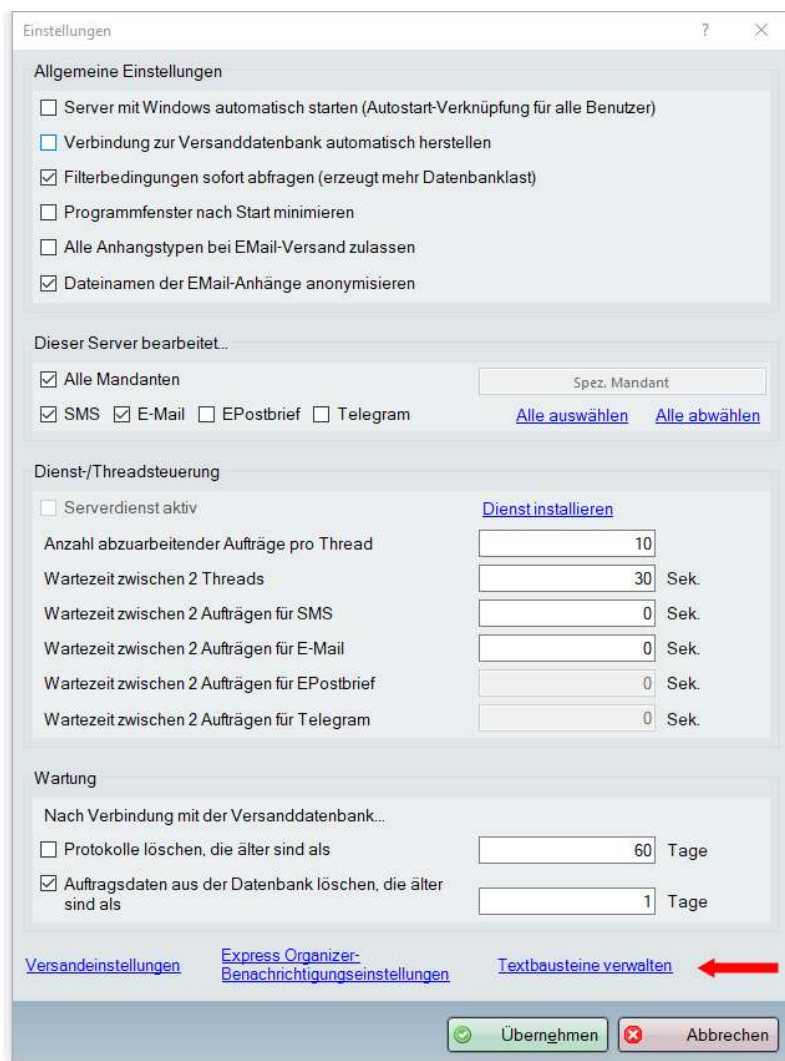 Einstellungen ?
Allgemeine Einstellungen
Server mit Windows automatisch starten (Autostart-Verknüpfung für alle Benutzer)
Verbindung zur Versanddatenbank automatisch herstellen
Filterbedingungen sofort abfragen (erzeugt mehr Datenbanklast)
Programmfenster nach Start minimieren
Alle Anhangstypen bei EMail-Versand zulassen
Dateinamen der EMail-Anhänge anonymisieren
Dieser Server bearbeitet...
Alle Mandanten Spez. Mandant
SMS E-Mail EPostbrief Telegram Alle auswählen Alle abwählen
Dienst-/Threadsteuerung
Serverdienst aktiv Dienst installieren
Anzahl abzuarbeitender Aufträge pro Thread 10
Wartezeit zwischen 2 Threads 30 Sek.
Wartezeit zwischen 2 Aufträgen für SMS 0 Sek.
Wartezeit zwischen 2 Aufträgen für E-Mail 0 Sek.
Wartezeit zwischen 2 Aufträgen für EPostbrief 0 Sek.
Wartezeit zwischen 2 Aufträgen für Telegram 0 Sek.
Wartung
Nach Verbindung mit der Versanddatenbank...
Protokolle löschen, die älter sind als 60 Tage
Auftragsdaten aus der Datenbank löschen, die älter
sind als 1 Tage
Versandeinstellungen
Express Organizer-
Benachrichtigungseinstellungen
Textbausteine verwalten
Übernehmen Abbrechen